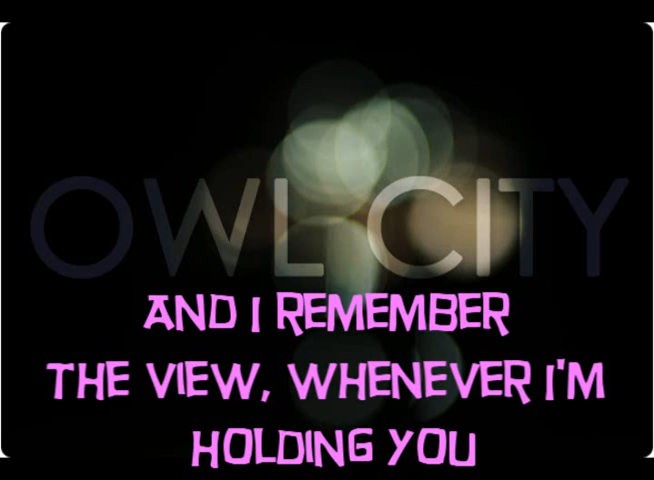 OWL CITY
AND I REMEMBER
THE VIEW, WHENEVER I'M
HOLDING YOU